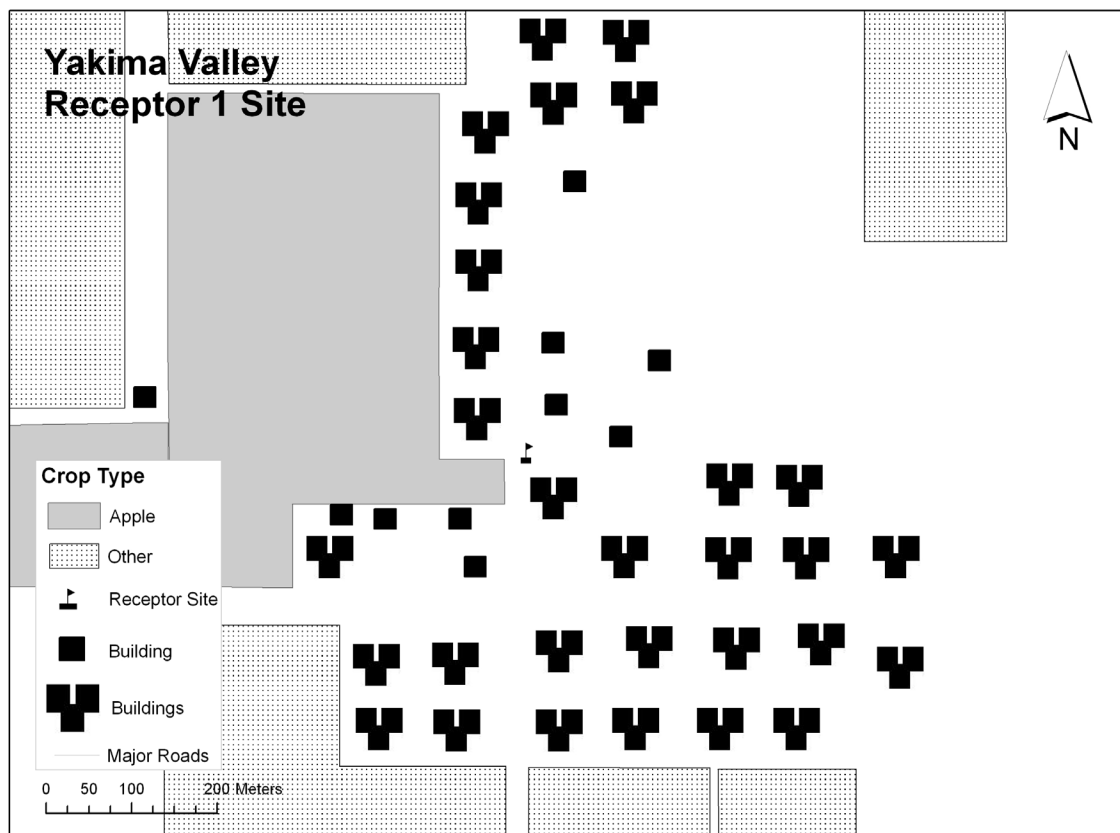 Yakima Valley
Receptor 1 Site
N
Crop Type
Apple
Other
Receptor Site
Building
Buildings
Major Roads
0 50 100 200 Meters